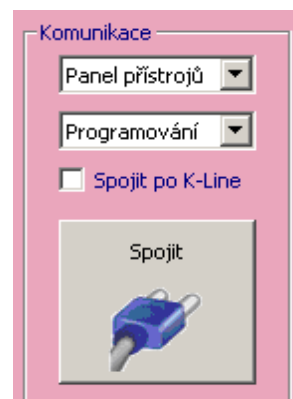 Komunikace
Panel přístrojů
Programování
Spojit po K-Line
Spojit